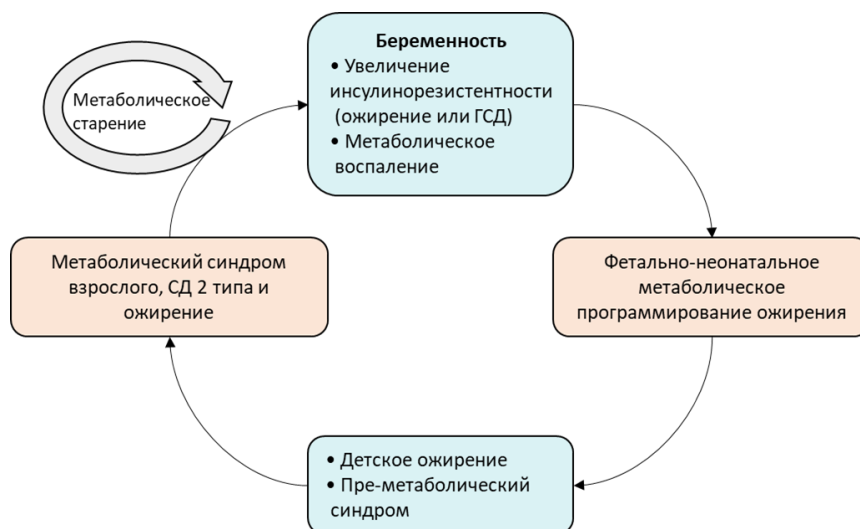 Беременность
• Увеличение
инсулинорезистентности
(ожирение или ГСД)
• Метаболическое
воспаление
Метаболическое
старение
Метаболический синдром
взрослого, СД 2 типа и
ожирение
Фетально-неонатальное
метаболическое
программирование ожирения
• Детское ожирение
• Пре-метаболический
синдром